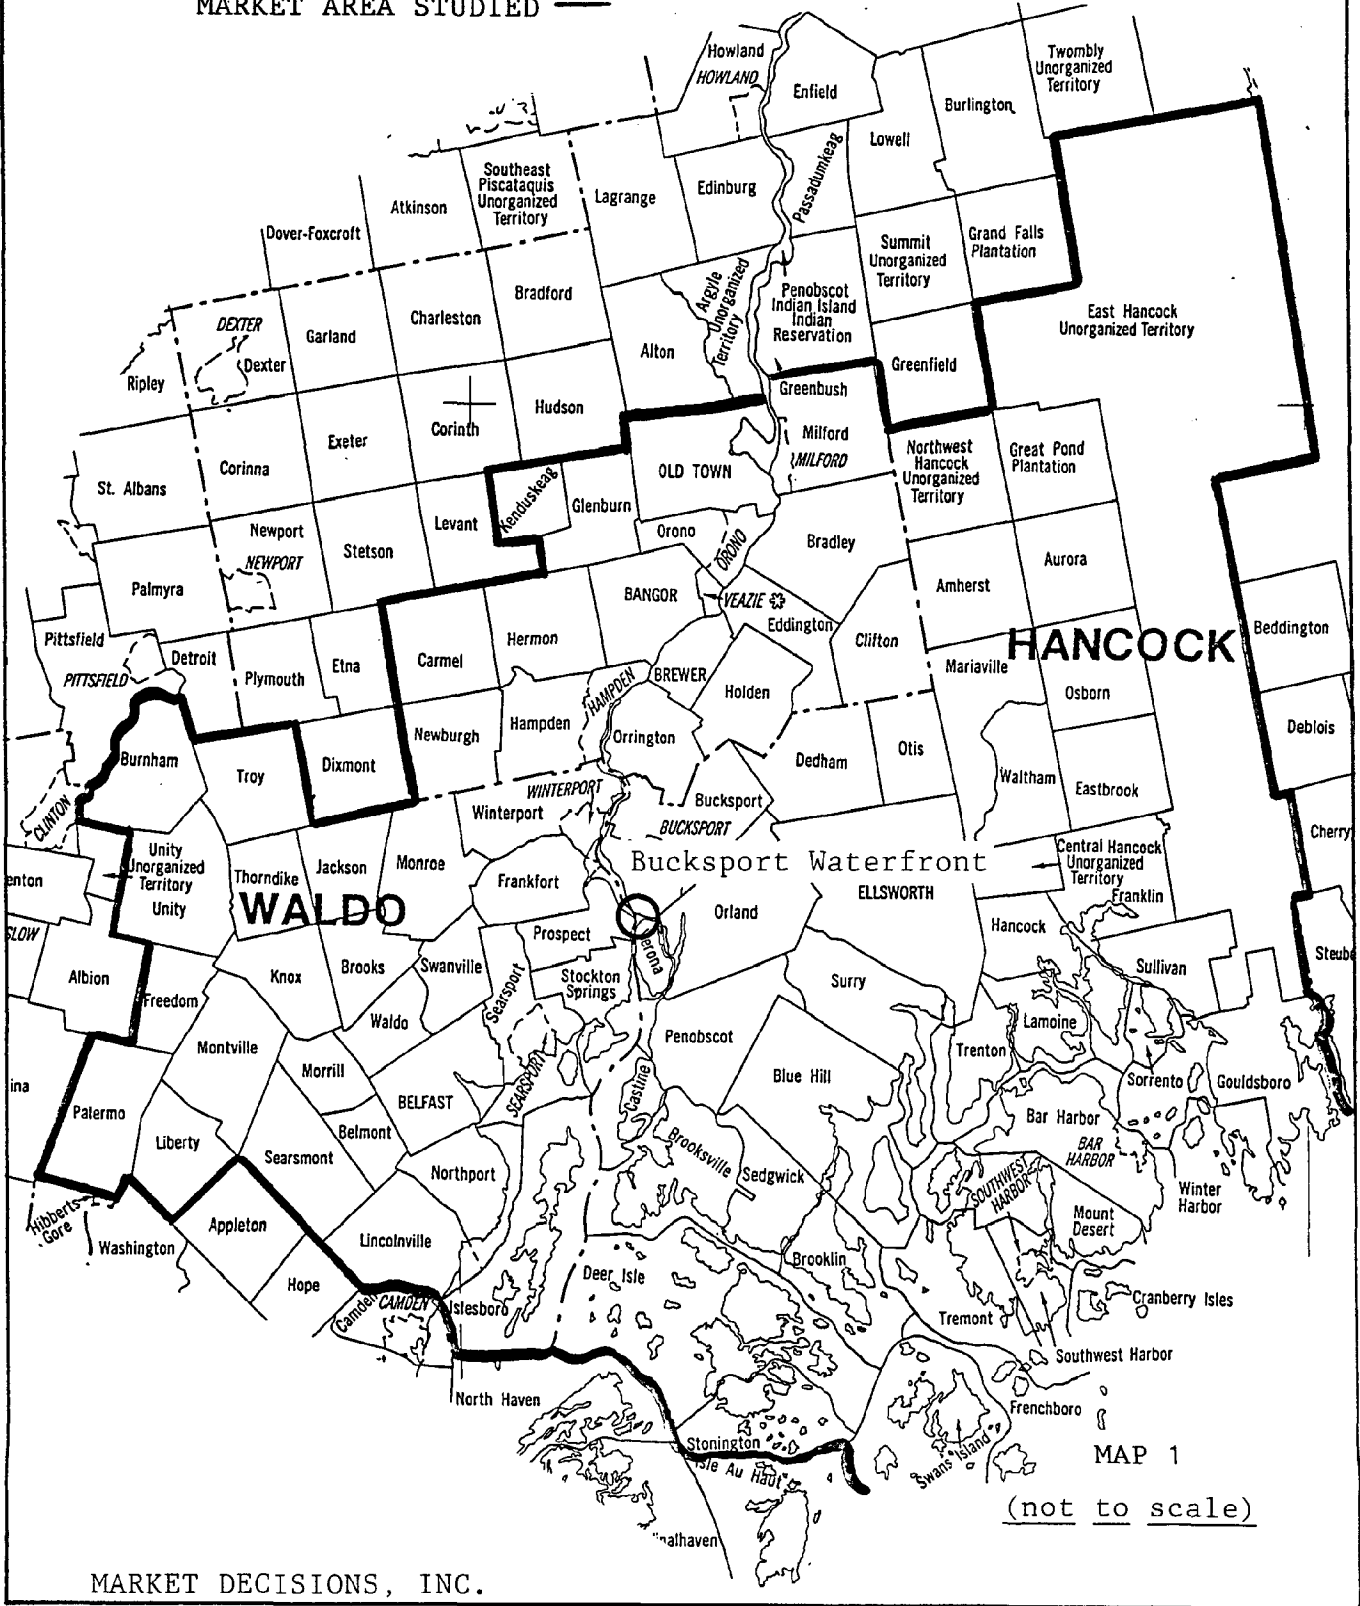 MARKET AREA STUDIED
Howland
HOWLAND
Enfield
Twombly
Unorganized
Territory
Burlington
Lowell
Passadumkeag
Southeast
Piscataquis
Unorganized
Territory
Atkinson
Lagrange
Edinburg
Dover-Foxcroft
Summit
Unorganized
Territory
Grand Falls
Plantation
Argyle
Unorganized
Territory
Penobscot
Indian Island
Indian
Reservation
East Hancock
Unorganized Territory
Bradford
Charleston
Garland
DEXTER
Dexter
Ripley
Alton
Greenfield
Greenbush
Hudson
Corinth
Exeter
Corinna
St. Albans
Milford
MILFORD
OLD TOWN
Northwest
Hancock
Unorganized
Territory
Great Pond
Plantation
Kenduskeag
Glenburn
Levant
Stetson
Newport
NEWPORT
Orono
ORONO
Bradley
Amherst
Aurora
Palmyra
BANGOR
VEAZIE
Eddington
Clifton
Beddington
Pittsfield
PITTSFIELD
Detroit
Plymouth
Etna
Carmel
Hermon
HANCOCK
Mariaville
Osborn
BREWER
Holden
HAMPDEN
Hampden
Orrington
Newburgh
Deblois
Burnham
Troy
Dixmont
Dedham
Otis
Waltham
Eastbrook
CLINTON
WINTERPORT
Winterport
Bucksport
BUCKSPORT
Cherry
Unity
Unorganized
Territory
Unity
enton
Thorndike
Jackson
Monroe
Frankfort
Bucksport Waterfront
Central Hancock
Unorganized
Territory
Franklin
ELLSWORTH
WALDO
Orland
Hancock
SLOW
Prospect
erona
Albion
Freedom
Knox
Brooks
Swanville
Searsport
Stockton
Springs
Surry
Sullivan
Steube
Waldo
Lamoine
Montville
Penobscot
Trenton
Morrill
SEARSPORT
Castine
Blue Hill
Sorrento
Gouldsboro
ina
Palermo
BELFAST
Bar Harbor
BAR
HARBOR
Liberty
Belmont
Searsmont
Northport
Brooksville
Sedgwick
SOUTHWEST
HARBOR
Winter
Harbor
Hibberts
Gore
Washington
Appleton
Lincolnville
Mount
Desert
Brooklin
Hope
Deer Isle
Camden
CAMDEN
Islesboro
Tremont
Cranberry Isles
Southwest Harbor
North Haven
Frenchboro
Stonington
Isle Au Haut
Swans Island
MAP 1
(not to scale)
nalhaven
MARKET DECISIONS, INC.